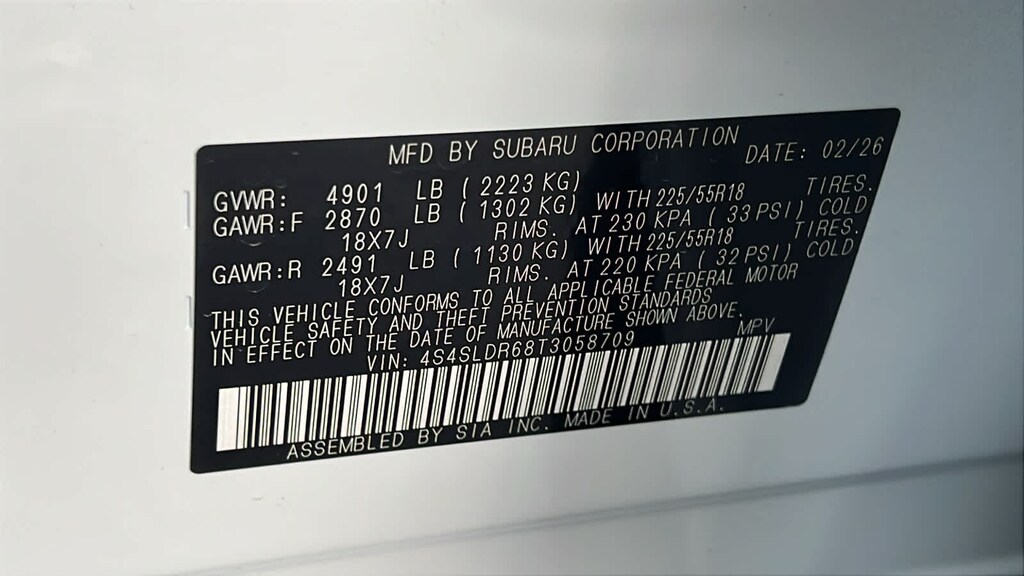 MFD BY SUBARU CORPORATION DATE: 02/26
GVWR: 4901 LB ( 2223 KG)
GAWR:F 2870 LB ( 1302 KG) WITH 225/55R18 TIRES.
18X7J RIMS. AT 230 KPA ( 33 PSI) COLD
GAWR:R 2491 LB ( 1130 KG) WITH 225/55R18 TIRES.
18X7J RIMS. AT 220 KPA ( 32 PSI) COLD
THIS VEHICLE CONFORMS TO ALL APPLICABLE FEDERAL MOTOR
VEHICLE SAFETY AND THEFT PREVENTION STANDARDS
IN EFFECT ON THE DATE OF MANUFACTURE SHOWN ABOVE.
VIN: 4S4SLDR68T3058709 MPV
ASSEMBLED BY SIA INC. MADE IN U.S.A.